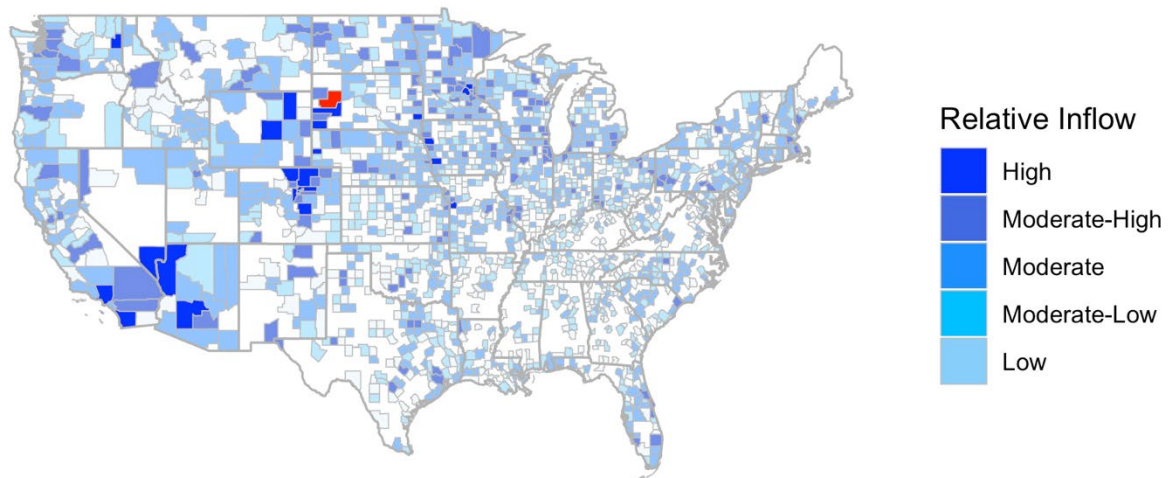 Relative Inflow
High
Moderate-High
Moderate
Moderate-Low
Low